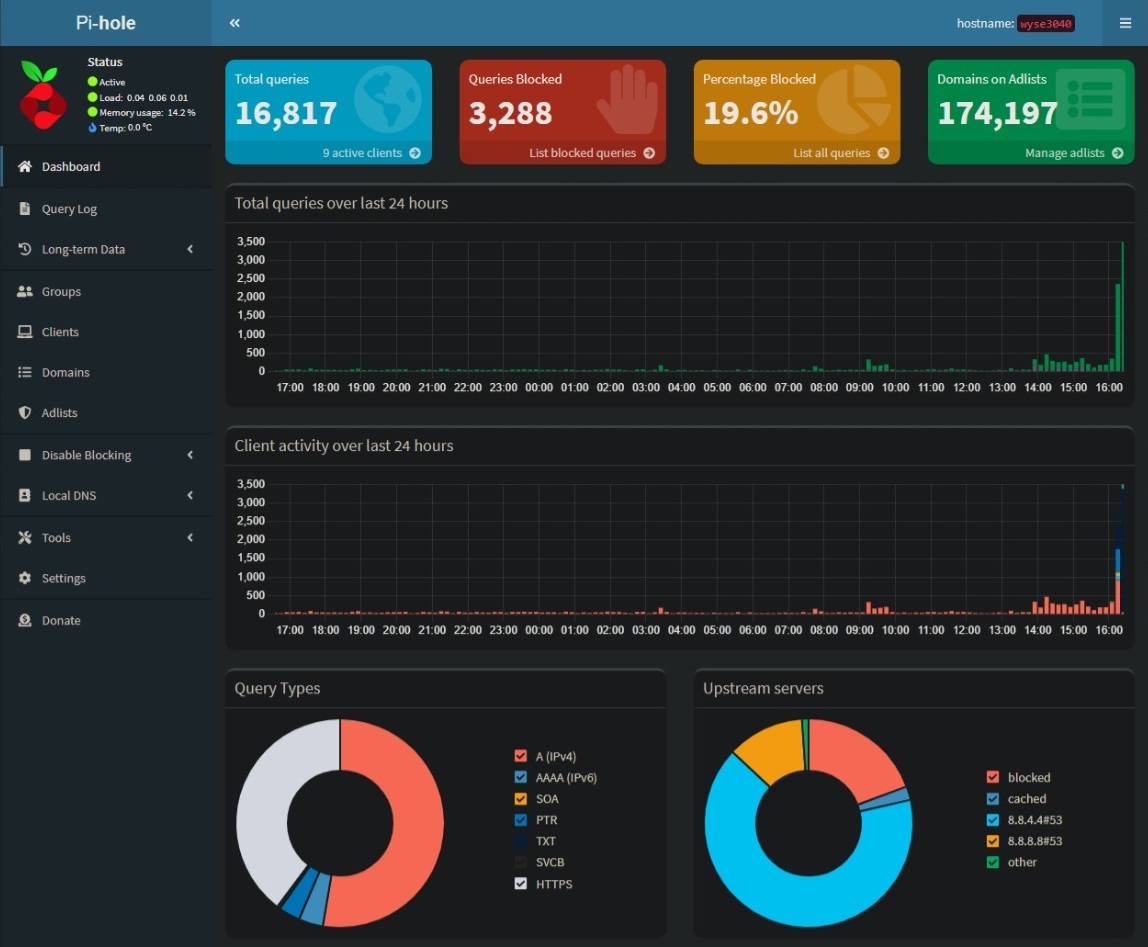 Pi-hole
hostname: wyse3040
Status
Active
Load: 0.04 0.06 0.01
Memory usage: 14.2 %
Temp: 0.0 °C
Dashboard
Query Log
Long-term Data
Groups
Clients
Domains
Adlists
Disable Blocking
Local DNS
Tools
Settings
Donate
Total queries
16,817
9 active clients
Queries Blocked
3,288
List blocked queries
Percentage Blocked
19.6%
List all queries
Domains on Adlists
174,197
Manage adlists
Total queries over last 24 hours
3,500
3,000
2,500
2,000
1,500
1,000
500
0
17:00 18:00 19:00 20:00 21:00 22:00 23:00 00:00 01:00 02:00 03:00 04:00 05:00 06:00 07:00 08:00 09:00 10:00 11:00 12:00 13:00 14:00 15:00 16:00
Client activity over last 24 hours
3,500
3,000
2,500
2,000
1,500
1,000
500
0
17:00 18:00 19:00 20:00 21:00 22:00 23:00 00:00 01:00 02:00 03:00 04:00 05:00 06:00 07:00 08:00 09:00 10:00 11:00 12:00 13:00 14:00 15:00 16:00
Query Types
A (IPv4)
AAAA (IPv6)
SOA
PTR
TXT
SVCB
HTTPS
Upstream servers
blocked
cached
8.8.4.4#53
8.8.8.8#53
other